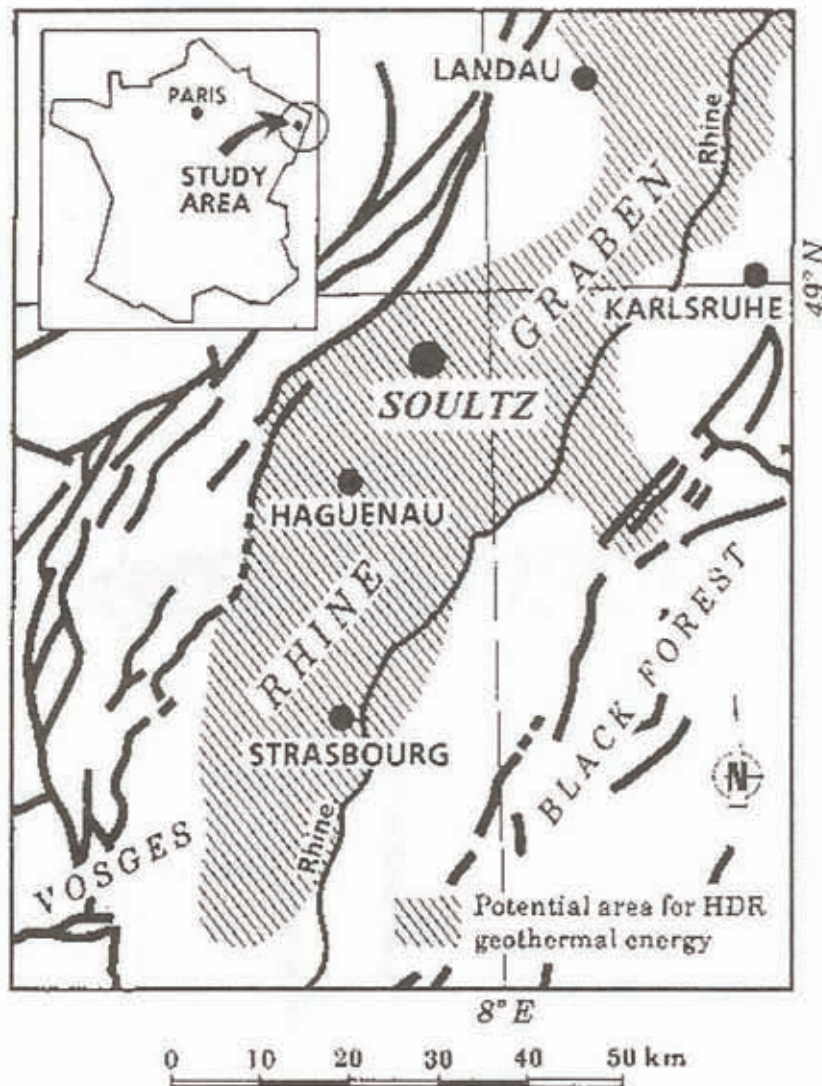 PARIS
STUDY
AREA
LANDAU
Rhine
GRABEN
49° N
KARLSRUHE
SOULTZ
HAGUENAU
RHINE
BLACK FOREST
STRASBOURG
N
Rhine
VOSGES
Potential area for HDR
geothermal energy
8° E
0 10 20 30 40 50 km